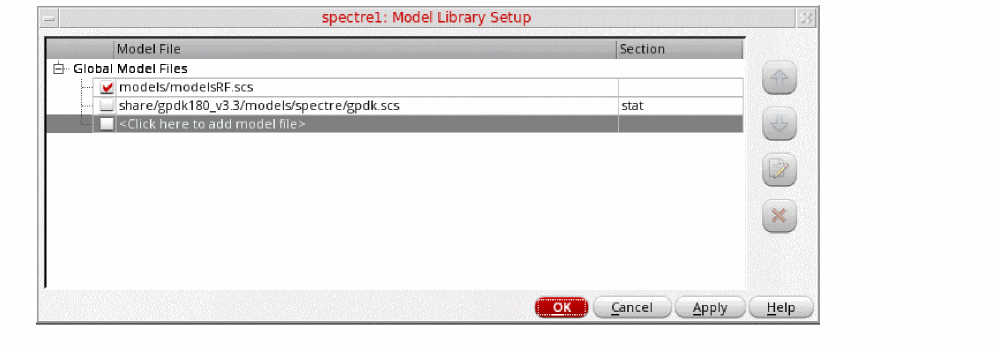 spectre1: Model Library Setup
Model File Section
Global Model Files
models/modelsRF.scs
share/gpdk180_v3.3/models/spectre/gpdk.scs stat
<Click here to add model file>
OK Cancel Apply Help